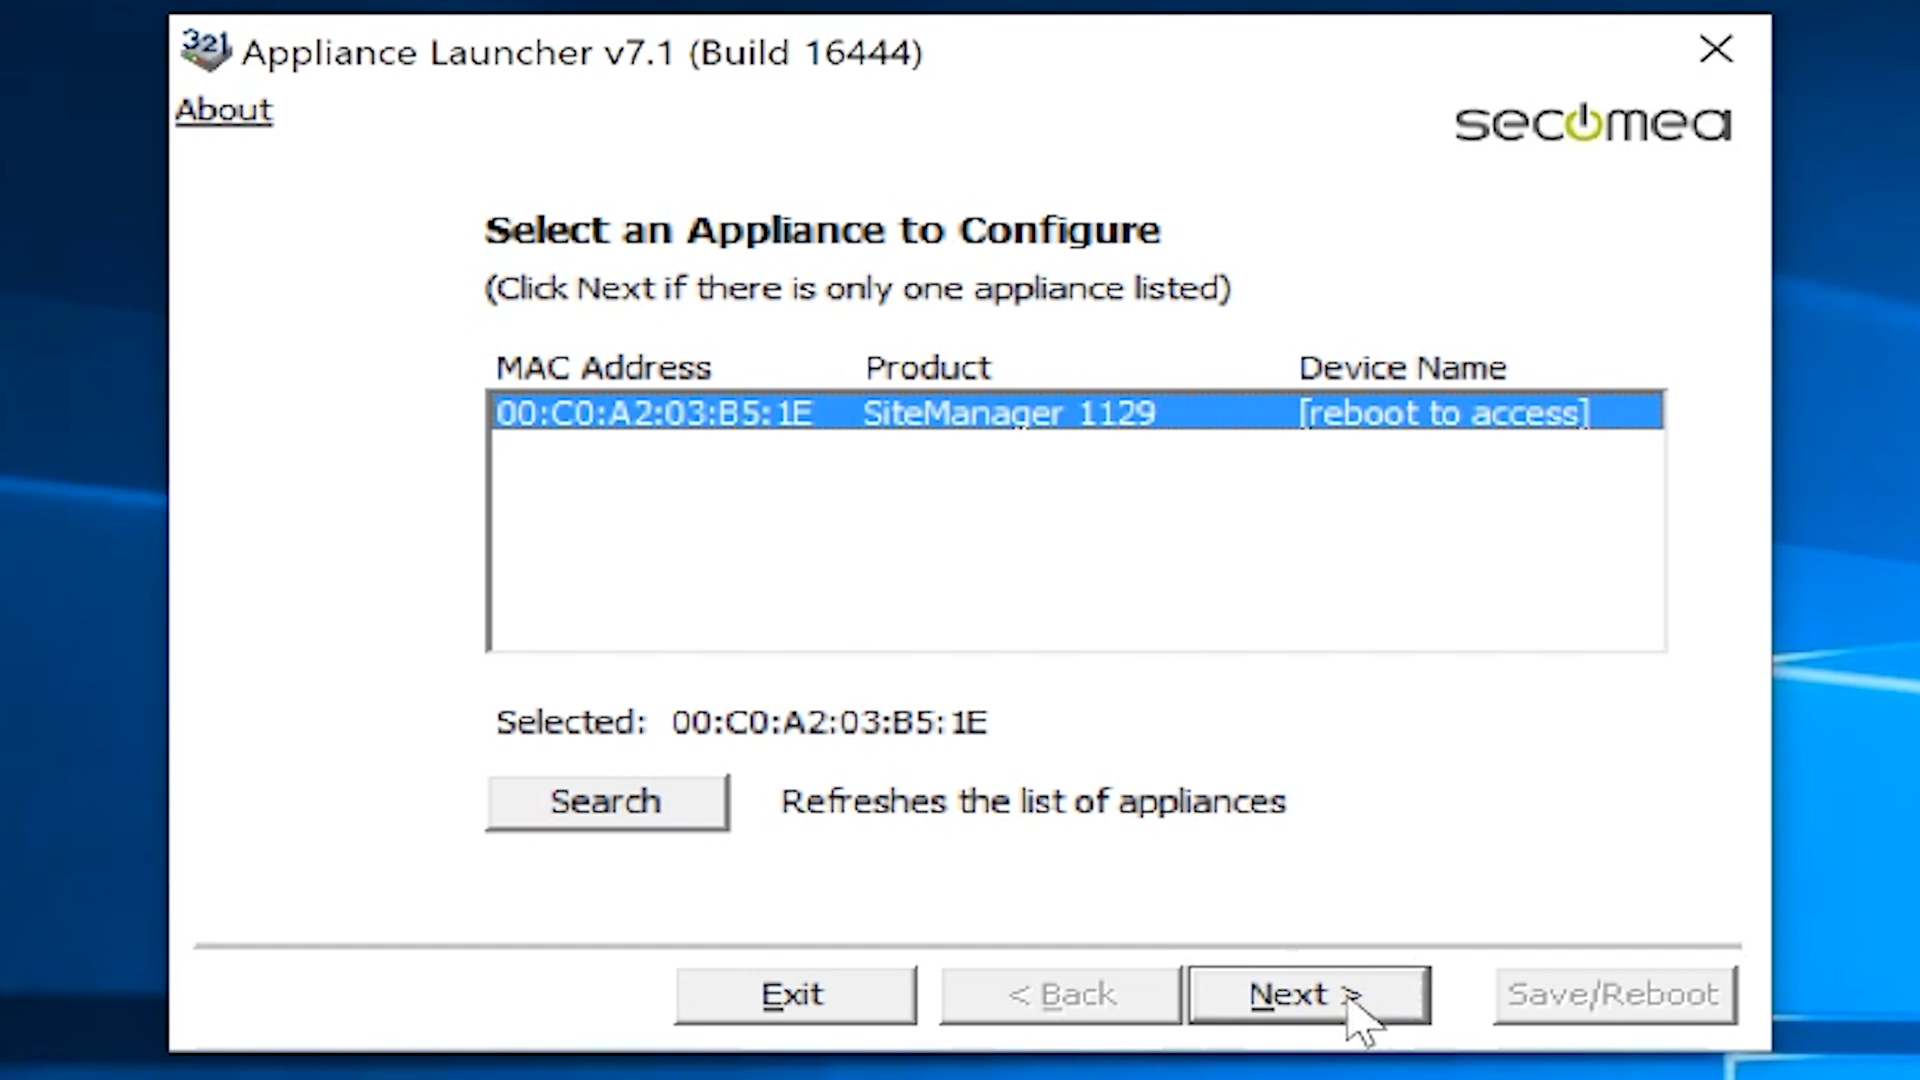 321 Appliance Launcher v7.1 (Build 16444)
About
secomea
Select an Appliance to Configure
(Click Next if there is only one appliance listed)
MAC Address Product Device Name
00:C0:A2:03:B5:1E SiteManager 1129 [reboot to access]
Selected: 00:C0:A2:03:B5:1E
Search Refreshes the list of appliances
Exit < Back Next > Save/Reboot